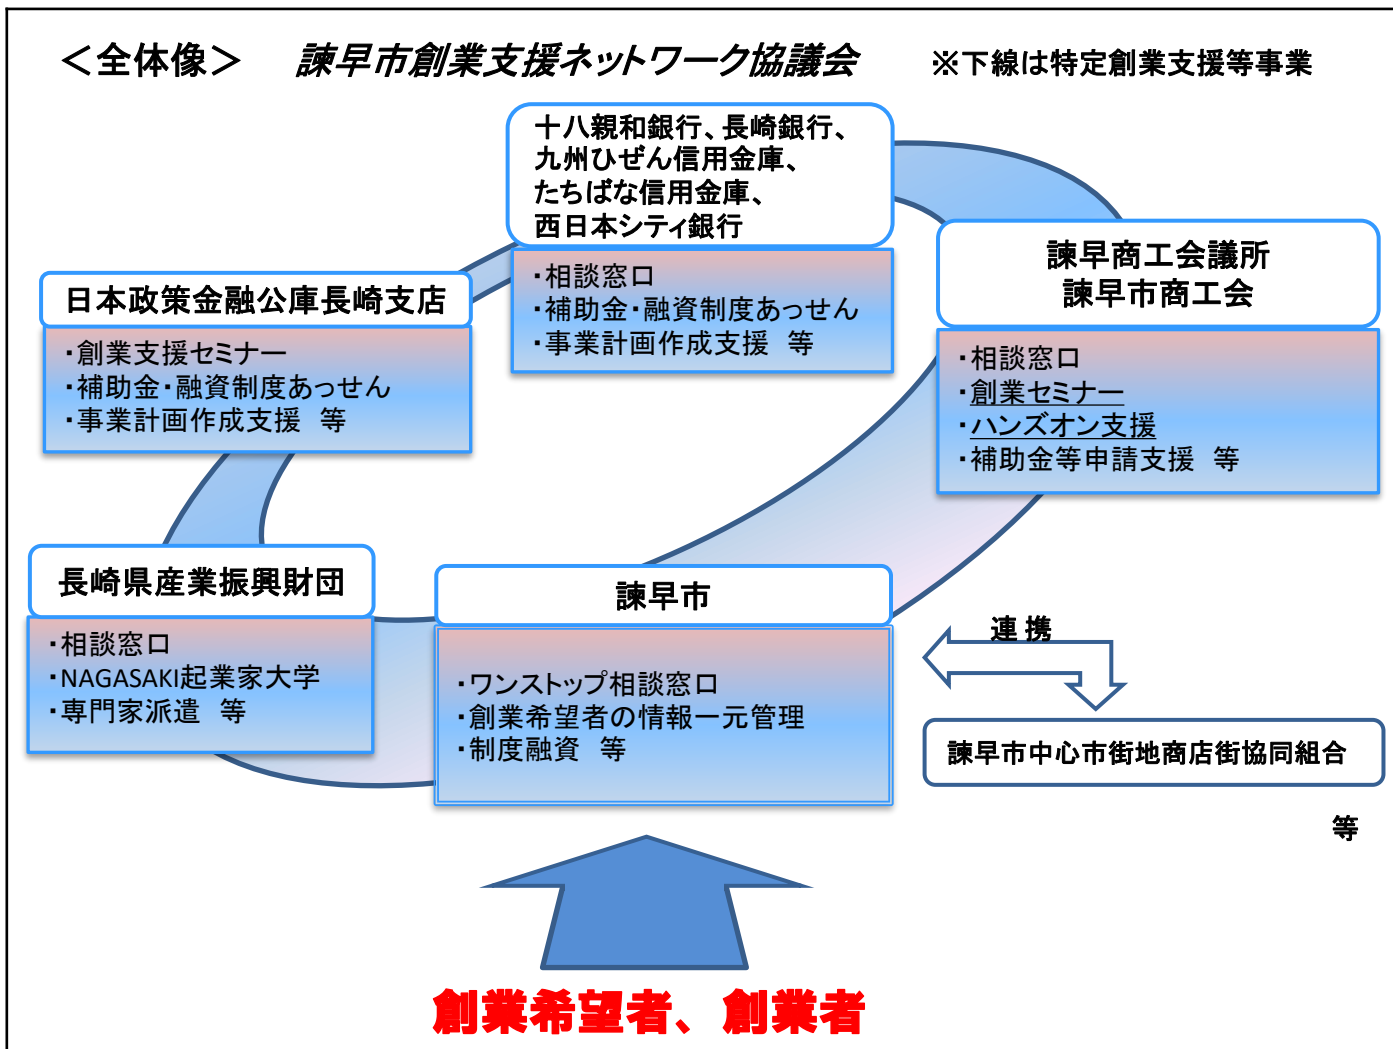 ＜全体像＞　諫早市創業支援ネットワーク協議会　※下線は特定創業支援等事業
十八親和銀行、長崎銀行、
九州ひぜん信用金庫、
たちばな信用金庫、
西日本シティ銀行
・相談窓口
・補助金・融資制度あっせん
・事業計画作成支援　等
諫早商工会議所
諫早市商工会
・相談窓口
・創業セミナー
・ハンズオン支援
・補助金等申請支援　等
日本政策金融公庫長崎支店
・創業支援セミナー
・補助金・融資制度あっせん
・事業計画作成支援　等
長崎県産業振興財団
・相談窓口
・NAGASAKI起業家大学
・専門家派遣　等
諫早市
・ワンストップ相談窓口
・創業希望者の情報一元管理
・制度融資　等
連 携
諫早市中心市街地商店街協同組合
等
創業希望者、創業者